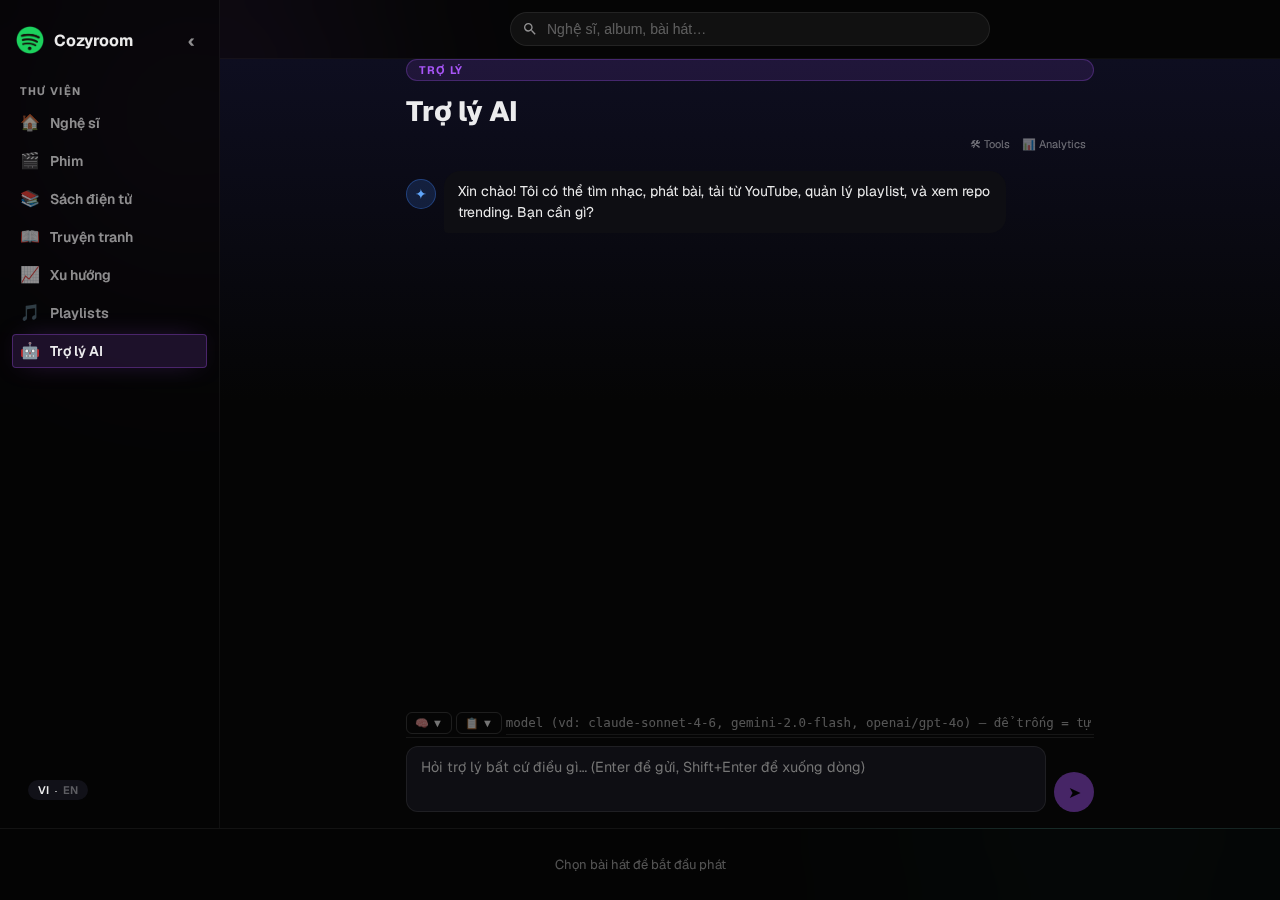 Cozyroom
‹
Nghệ sĩ, album, bài hát…
THƯ VIỆN
Nghệ sĩ
Phim
Sách điện tử
Truyện tranh
Xu hướng
Playlists
Trợ lý AI
VI · EN
TRỢ LÝ
Trợ lý AI
🛠 Tools 📊 Analytics
Xin chào! Tôi có thể tìm nhạc, phát bài, tải từ YouTube, quản lý playlist, và xem repo
trending. Bạn cần gì?
🧠 ▼ 📋 ▼ model (vd: claude-sonnet-4-6, gemini-2.0-flash, openai/gpt-4o) — để trống = tự
Hỏi trợ lý bất cứ điều gì… (Enter để gửi, Shift+Enter để xuống dòng)
➤
Chọn bài hát để bắt đầu phát